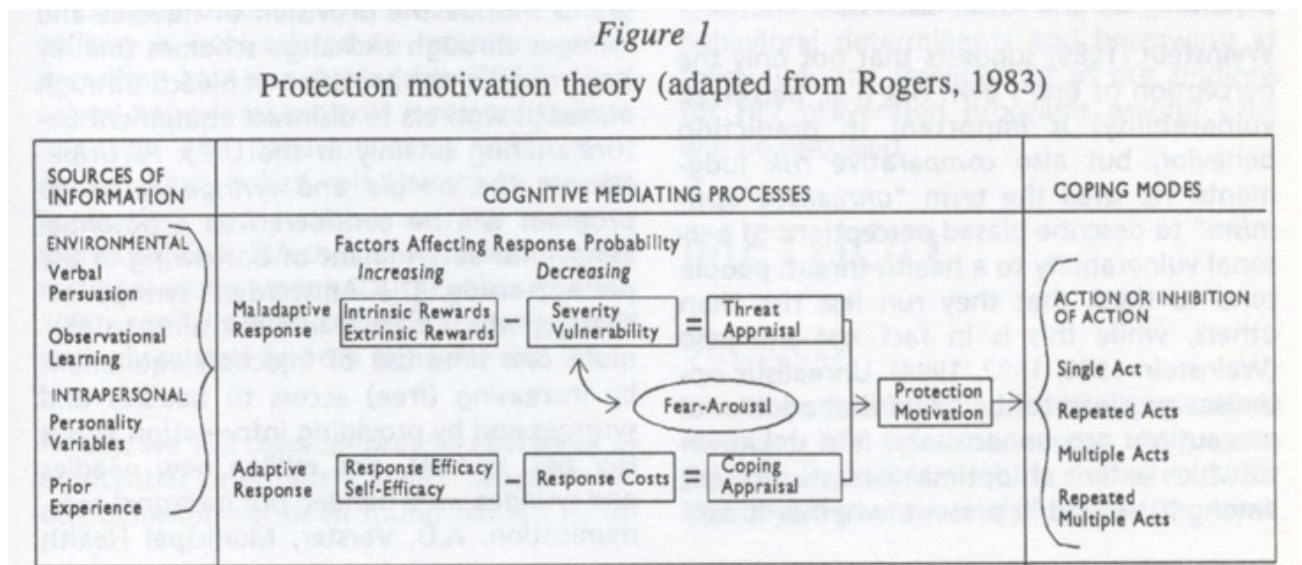 Figure 1
Protection motivation theory (adapted from Rogers, 1983)
SOURCES OF
INFORMATION
COGNITIVE MEDIATING PROCESSES
COPING MODES
ENVIRONMENTAL
Verbal
Persuasion
Observational
Learning
INTRAPERSONAL
Personality
Variables
Prior
Experience
Factors Affecting Response Probability
Increasing
Decreasing
Maladaptive
Response
Intrinsic Rewards
Extrinsic Rewards
–
Severity
Vulnerability
=
Threat
Appraisal
Fear-Arousal
Protection
Motivation
Adaptive
Response
Response Efficacy
Self-Efficacy
–
Response Costs
=
Coping
Appraisal
ACTION OR INHIBITION
OF ACTION
Single Act
Repeated Acts
Multiple Acts
Repeated
Multiple Acts